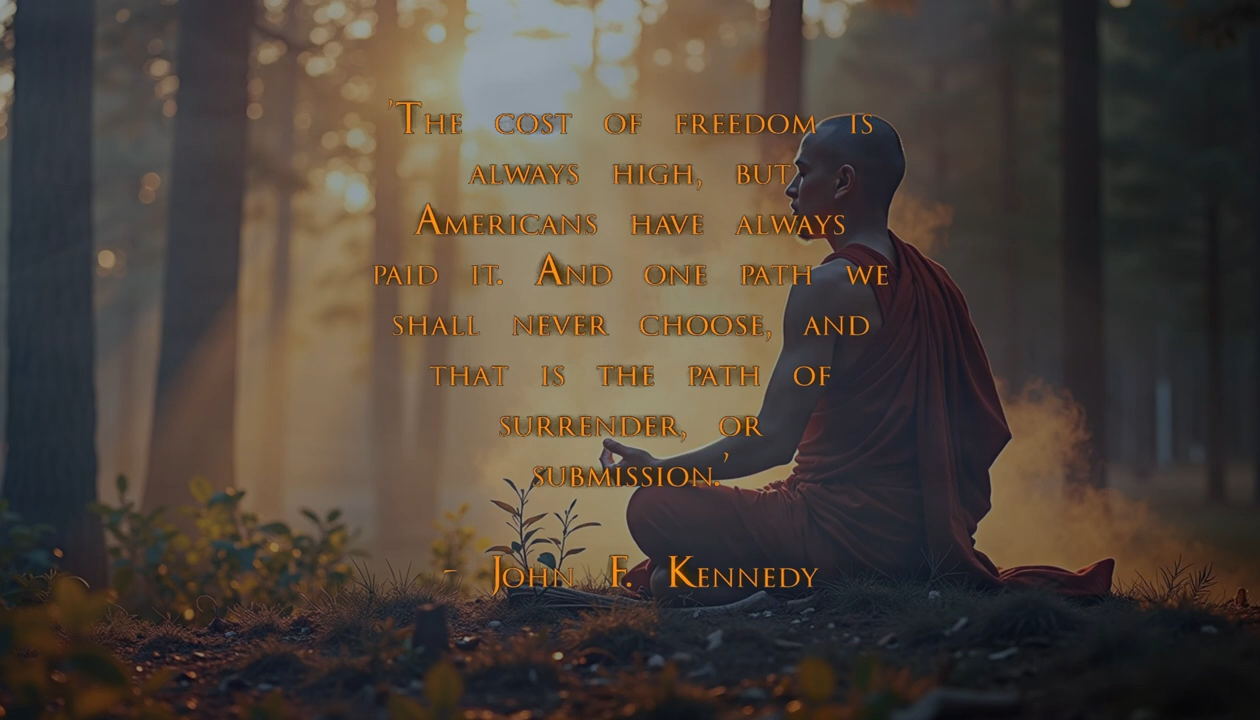 'The cost of freedom is
always high, but
Americans have always
paid it. And one path we
shall never choose, and
that is the path of
surrender, or
submission.'
- John F. Kennedy